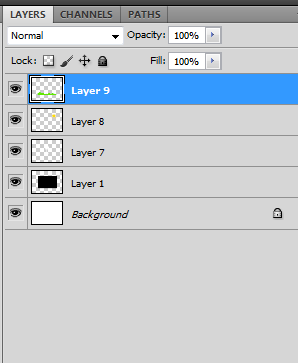 LAYERS CHANNELS PATHS
Normal Opacity: 100%
Lock: Fill: 100%
Layer 9
Layer 8
Layer 7
Layer 1
Background